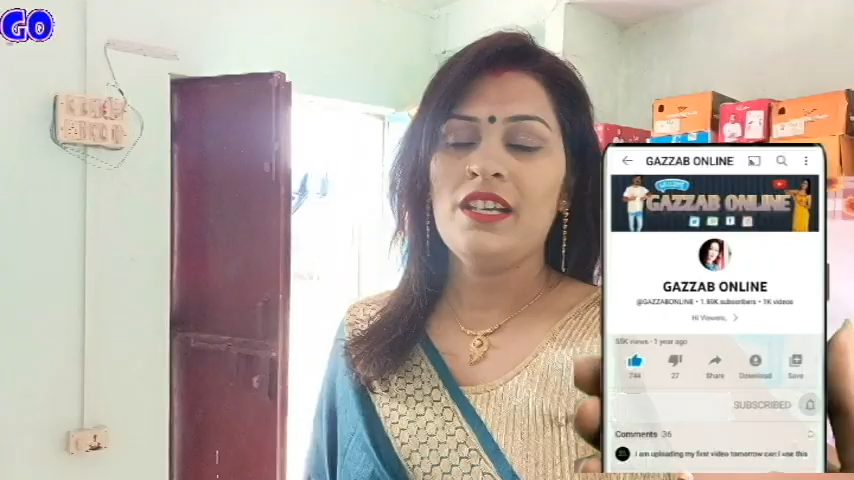 GO
GAZZAB ONLINE
WELCOME
GAZZAB ONLINE
GAZZAB ONLINE
@GAZZABONLINE • 1.89K subscribers • 1K videos
Hi Viewers,
55K views · 1 year ago
744
27
Share
Download
Save
SUBSCRIBED
Comments 36
i am uploading my first video tomorrow can i use this